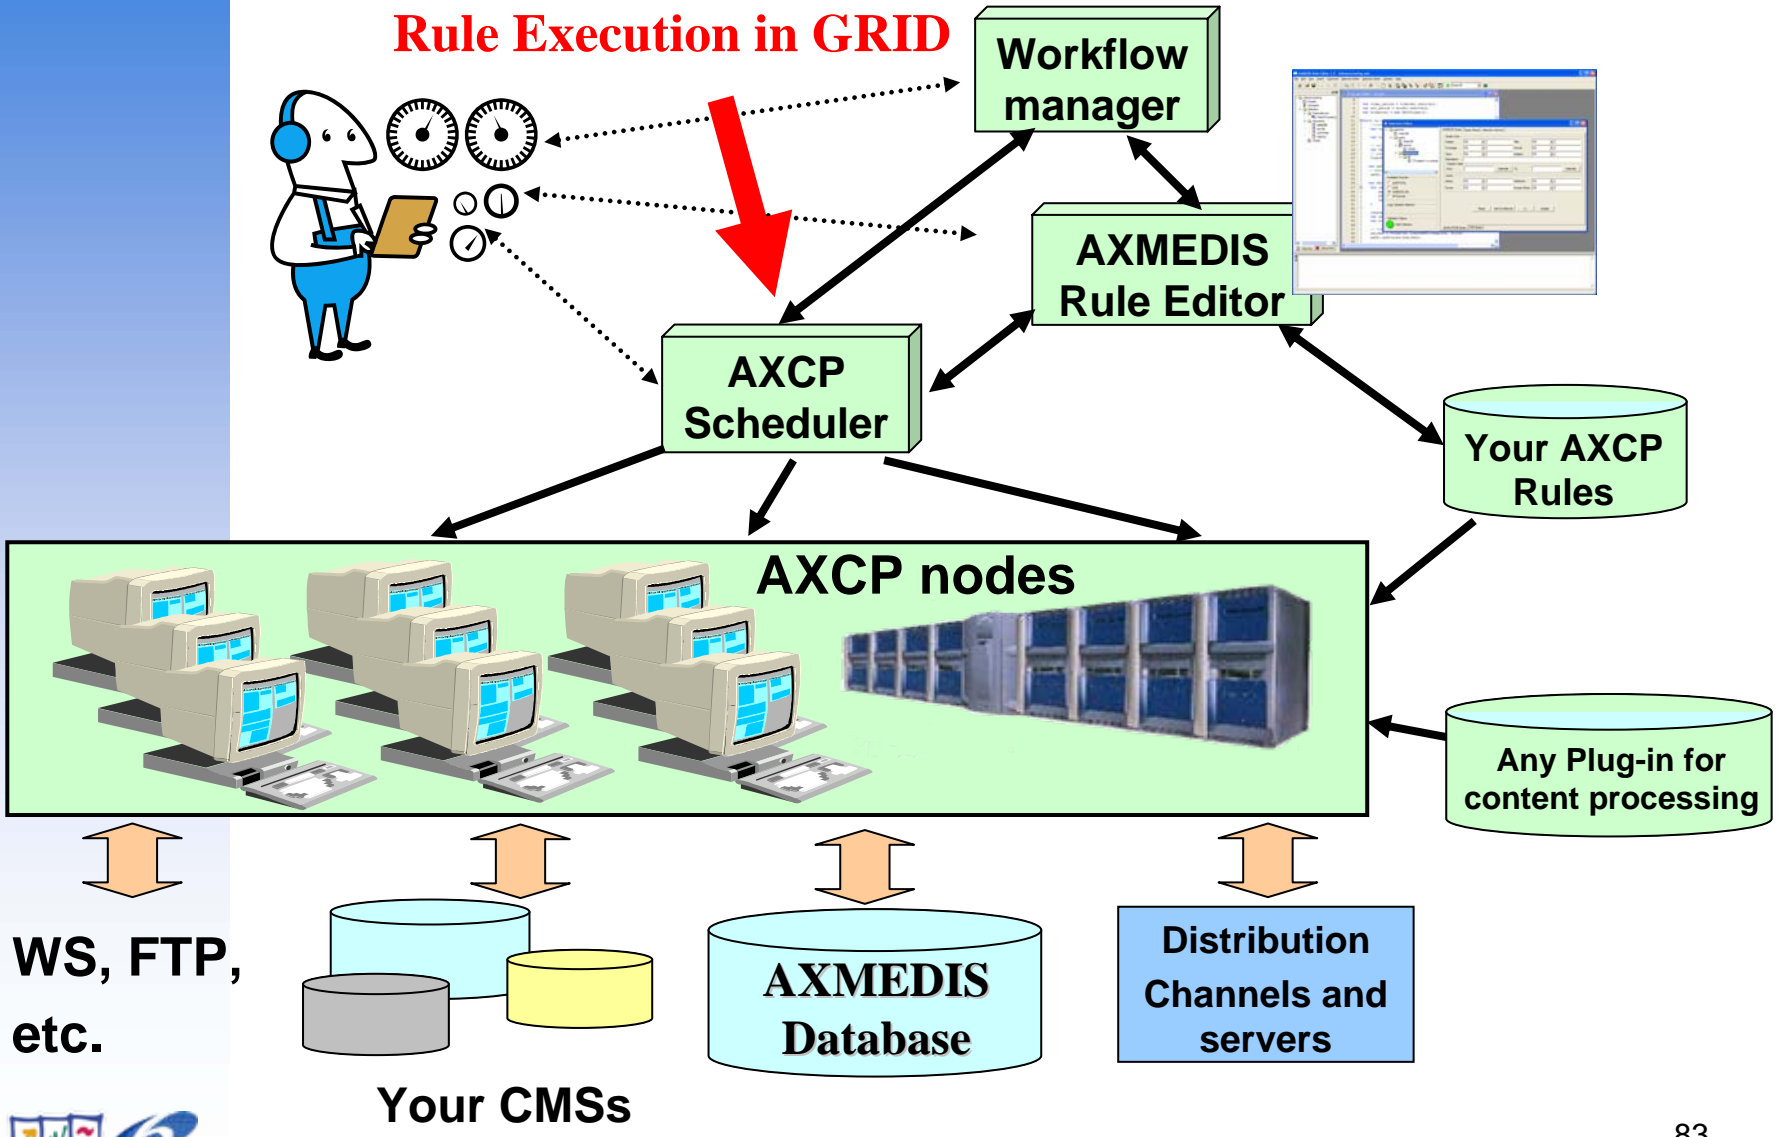 Rule Execution in GRID
Workflow
manager
AXMEDIS
Rule Editor
AXCP
Scheduler
Your AXCP
Rules
AXCP nodes
Any Plug-in for
content processing
WS, FTP,
etc.
Your CMSs
AXMEDIS
Database
Distribution
Channels and
servers
83